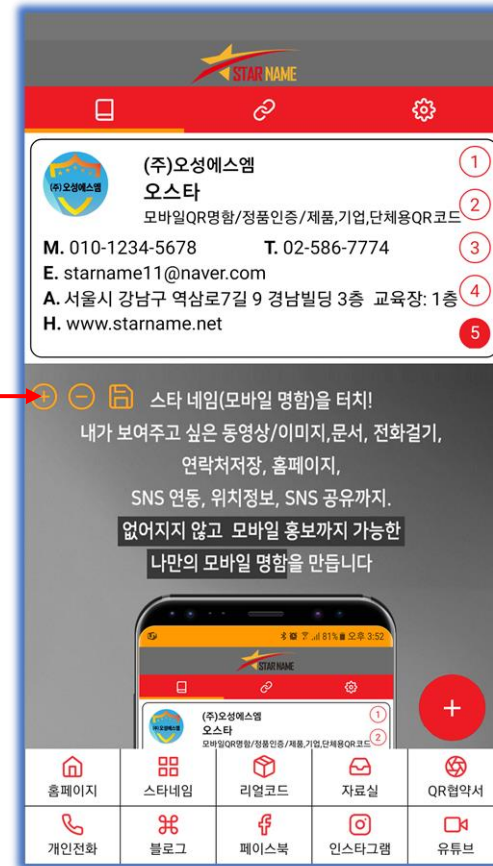 STAR NAME
(주)오성에스엠
(주)오성에스엠
오스타
모바일QR명함/정품인증/제품,기업,단체용QR코드
M. 010-1234-5678 T. 02-586-7774
E. starname11@naver.com
A. 서울시 강남구 역삼로7길 9 경남빌딩 3층 교육장: 1층
H. www.starname.net
1
2
3
4
5
스타 네임(모바일 명함)을 터치!
내가 보여주고 싶은 동영상/이미지,문서, 전화걸기,
연락처저장, 홈페이지,
SNS 연동, 위치정보, SNS 공유까지.
없어지지 않고 모바일 홍보까지 가능한
나만의 모바일 명함을 만듭니다
81% 오후 3:52
STAR NAME
(주)오성에스엠
(주)오성에스엠
오스타
모바일QR명함/정품인증/제품,기업,단체용QR코드
1
2
홈페이지 스타네임 리얼코드 자료실 QR협약서
개인전화 블로그 페이스북 인스타그램 유튜브